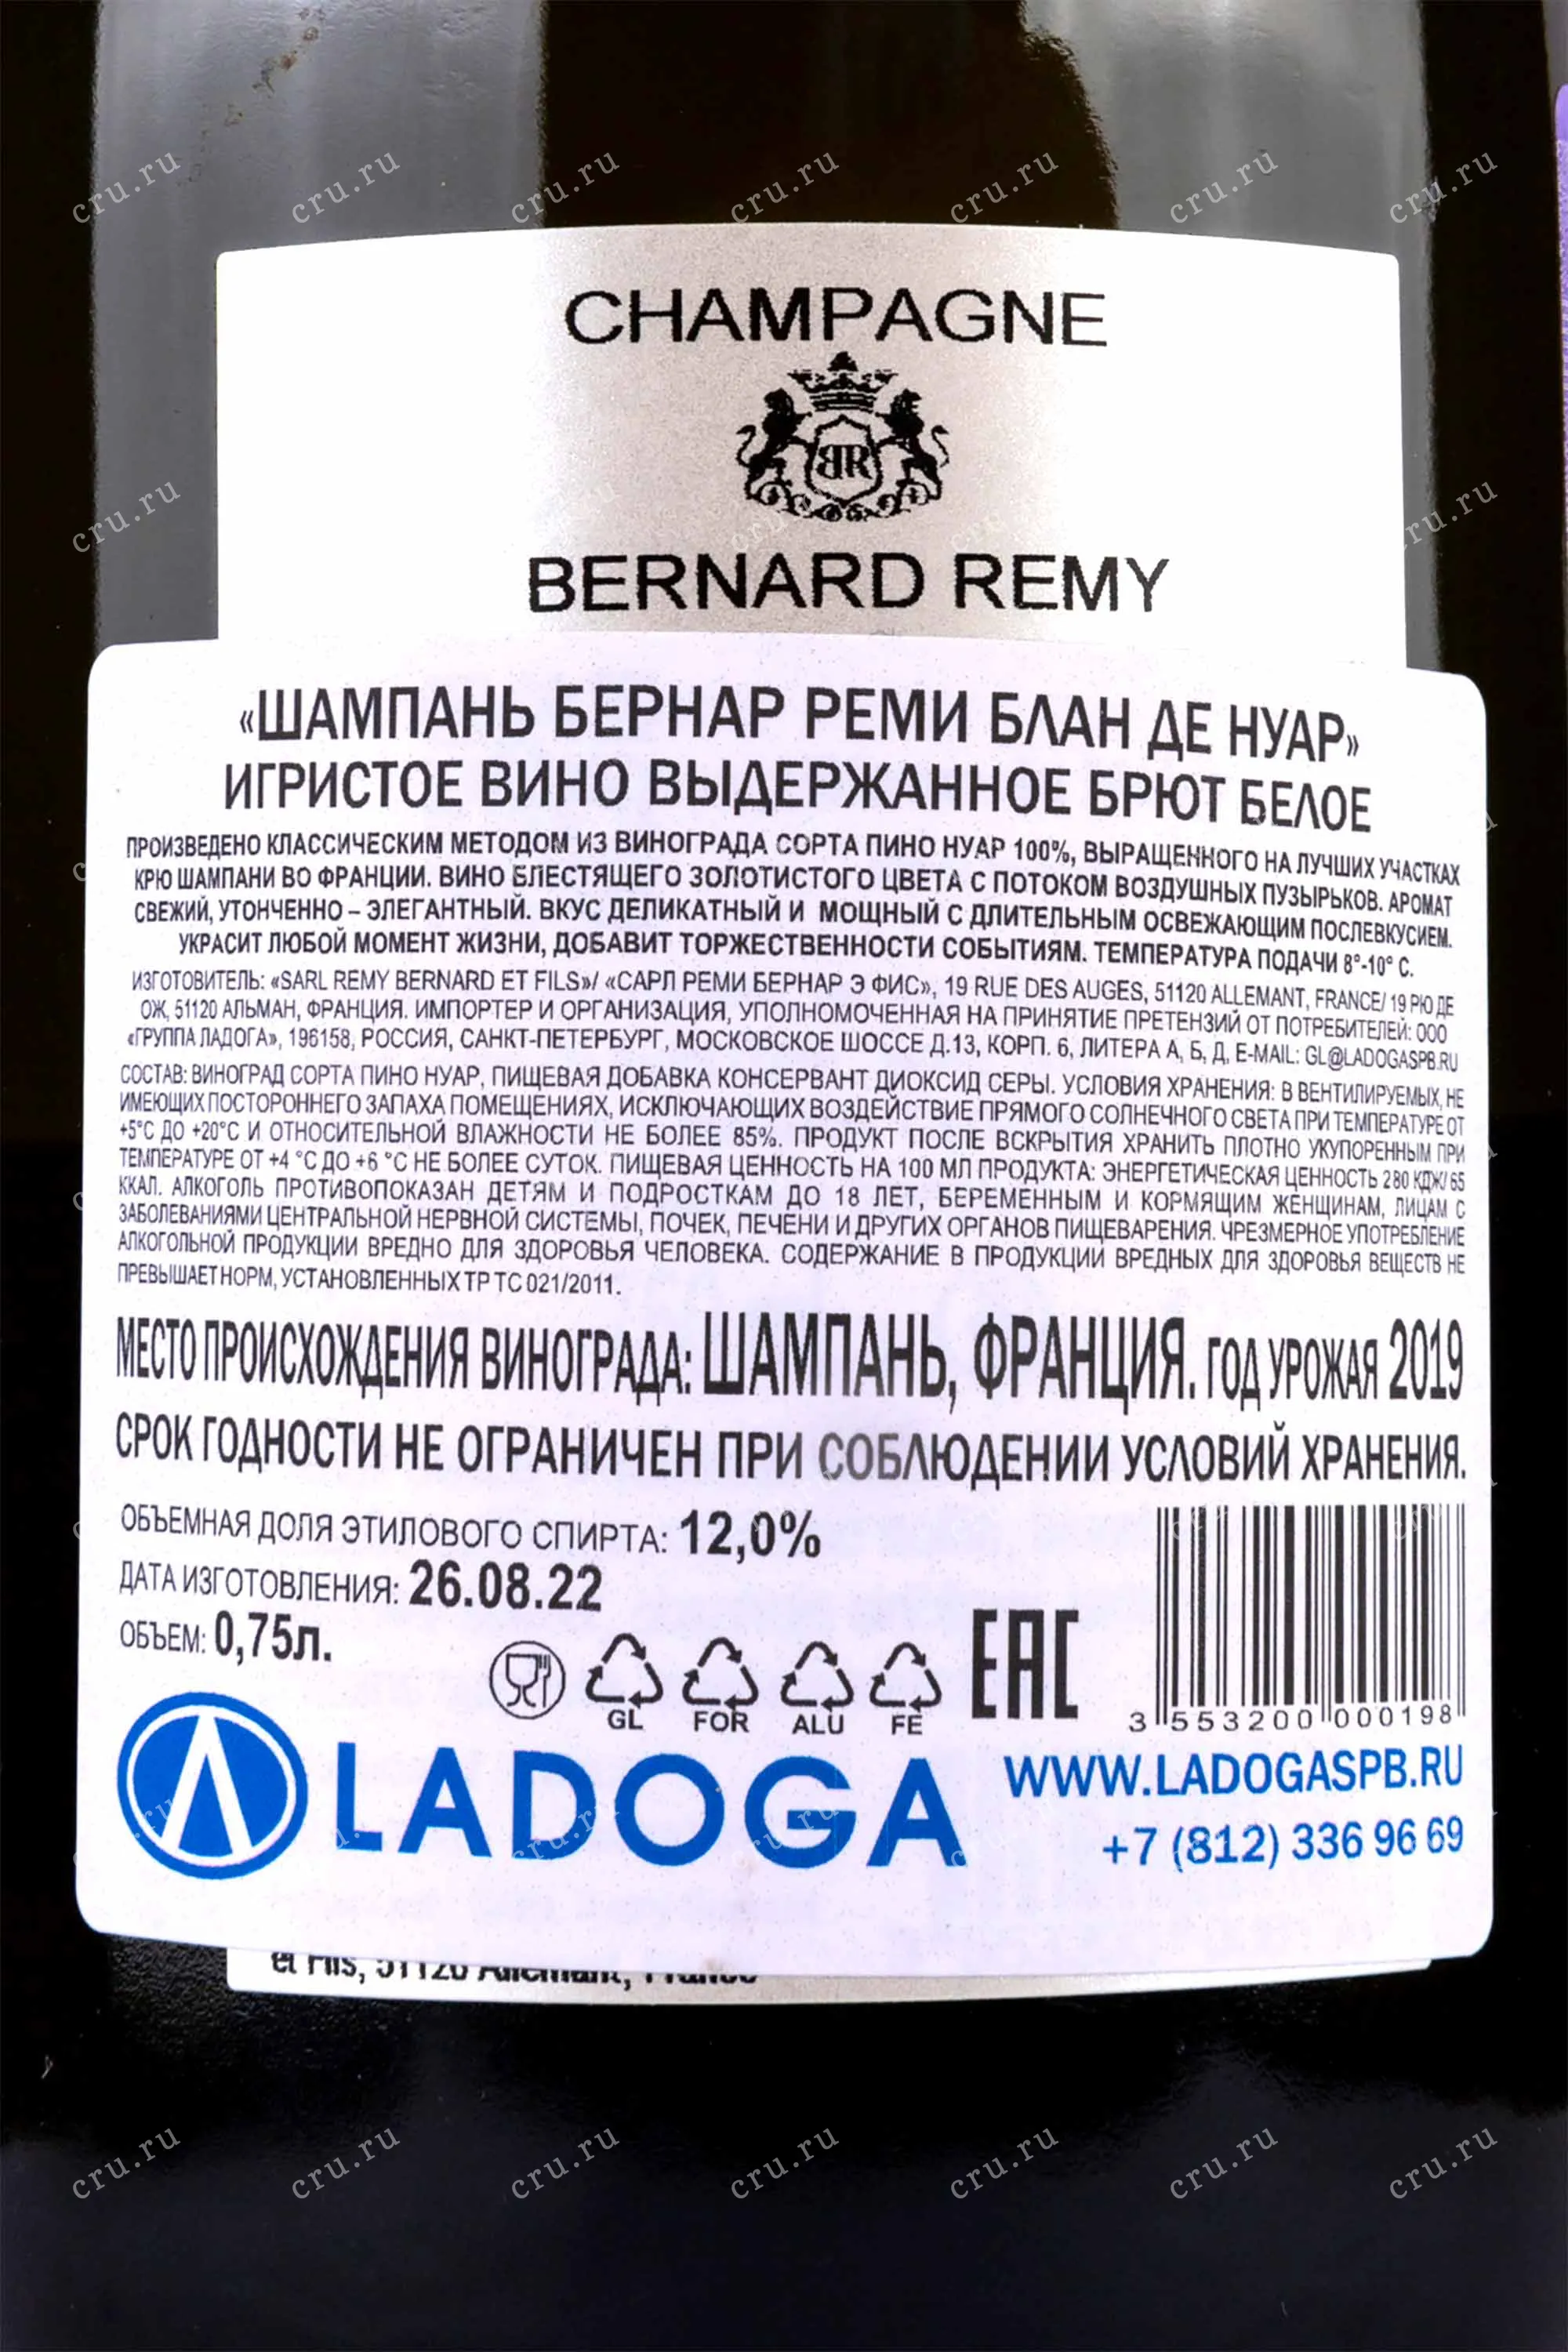 CHAMPAGNE
BR
BERNARD REMY
«ШАМПАНЬ БЕРНАР РЕМИ БЛАН ДЕ НУАР»
ИГРИСТОЕ ВИНО ВЫДЕРЖАННОЕ БРЮТ БЕЛОЕ
ПРОИЗВЕДЕНО КЛАССИЧЕСКИМ МЕТОДОМ ИЗ ВИНОГРАДА СОРТА ПИНО НУАР 100%, ВЫРАЩЕННОГО НА ЛУЧШИХ УЧАСТКАХ
КРЮ ШАМПАНИ ВО ФРАНЦИИ. ВИНО БЛЕСТЯЩЕГО ЗОЛОТИСТОГО ЦВЕТА С ПОТОКОМ ВОЗДУШНЫХ ПУЗЫРЬКОВ. АРОМАТ
СВЕЖИЙ, УТОНЧЕННО – ЭЛЕГАНТНЫЙ. ВКУС ДЕЛИКАТНЫЙ И МОЩНЫЙ С ДЛИТЕЛЬНЫМ ОСВЕЖАЮЩИМ ПОСЛЕВКУСИЕМ.
УКРАСИТ ЛЮБОЙ МОМЕНТ ЖИЗНИ, ДОБАВИТ ТОРЖЕСТВЕННОСТИ СОБЫТИЯМ. ТЕМПЕРАТУРА ПОДАЧИ 8°-10° С.
ИЗГОТОВИТЕЛЬ: «SARL REMY BERNARD ET FILS»/ «САРЛ РЕМИ БЕРНАР Э ФИС», 19 RUE DES AUGES, 51120 ALLEMANT, FRANCE/ 19 РЮ ДЕ
ОЖ, 51120 АЛЬМАН, ФРАНЦИЯ. ИМПОРТЕР И ОРГАНИЗАЦИЯ, УПОЛНОМОЧЕННАЯ НА ПРИНЯТИЕ ПРЕТЕНЗИЙ ОТ ПОТРЕБИТЕЛЕЙ: ООО
«ГРУППА ЛАДОГА», 196158, РОССИЯ, САНКТ-ПЕТЕРБУРГ, МОСКОВСКОЕ ШОССЕ Д.13, КОРП. 6, ЛИТЕРА А, Б, Д, E-MAIL: GL@LADOGASPB.RU
СОСТАВ: ВИНОГРАД СОРТА ПИНО НУАР, ПИЩЕВАЯ ДОБАВКА КОНСЕРВАНТ ДИОКСИД СЕРЫ. УСЛОВИЯ ХРАНЕНИЯ: В ВЕНТИЛИРУЕМЫХ, НЕ
ИМЕЮЩИХ ПОСТОРОННЕГО ЗАПАХА ПОМЕЩЕНИЯХ, ИСКЛЮЧАЮЩИХ ВОЗДЕЙСТВИЕ ПРЯМОГО СОЛНЕЧНОГО СВЕТА ПРИ ТЕМПЕРАТУРЕ ОТ
+5°С ДО +20°С И ОТНОСИТЕЛЬНОЙ ВЛАЖНОСТИ НЕ БОЛЕЕ 85%. ПРОДУКТ ПОСЛЕ ВСКРЫТИЯ ХРАНИТЬ ПЛОТНО УКУПОРЕННЫМ ПРИ
ТЕМПЕРАТУРЕ ОТ +4 °С ДО +6 °С НЕ БОЛЕЕ СУТОК. ПИЩЕВАЯ ЦЕННОСТЬ НА 100 МЛ ПРОДУКТА: ЭНЕРГЕТИЧЕСКАЯ ЦЕННОСТЬ 280 КДЖ/ 65
ККАЛ. АЛКОГОЛЬ ПРОТИВОПОКАЗАН ДЕТЯМ И ПОДРОСТКАМ ДО 18 ЛЕТ, БЕРЕМЕННЫМ И КОРМЯЩИМ ЖЕНЩИНАМ, ЛИЦАМ С
ЗАБОЛЕВАНИЯМИ ЦЕНТРАЛЬНОЙ НЕРВНОЙ СИСТЕМЫ, ПОЧЕК, ПЕЧЕНИ И ДРУГИХ ОРГАНОВ ПИЩЕВАРЕНИЯ. ЧРЕЗМЕРНОЕ УПОТРЕБЛЕНИЕ
АЛКОГОЛЬНОЙ ПРОДУКЦИИ ВРЕДНО ДЛЯ ЗДОРОВЬЯ ЧЕЛОВЕКА. СОДЕРЖАНИЕ В ПРОДУКЦИИ ВРЕДНЫХ ДЛЯ ЗДОРОВЬЯ ВЕЩЕСТВ НЕ
ПРЕВЫШАЕТ НОРМ, УСТАНОВЛЕННЫХ ТР ТС 021/2011.
МЕСТО ПРОИСХОЖДЕНИЯ ВИНОГРАДА: ШАМПАНЬ, ФРАНЦИЯ. ГОД УРОЖАЯ 2019
СРОК ГОДНОСТИ НЕ ОГРАНИЧЕН ПРИ СОБЛЮДЕНИИ УСЛОВИЙ ХРАНЕНИЯ.
ОБЪЕМНАЯ ДОЛЯ ЭТИЛОВОГО СПИРТА: 12,0%
ДАТА ИЗГОТОВЛЕНИЯ: 26.08.22
ОБЪЕМ: 0,75л.
GL FOR ALU FE EAC
3 553200 000198
LADOGA
WWW.LADOGASPB.RU
+7 (812) 336 96 69
et Fils, 51120 Allemant, France
cru.ru